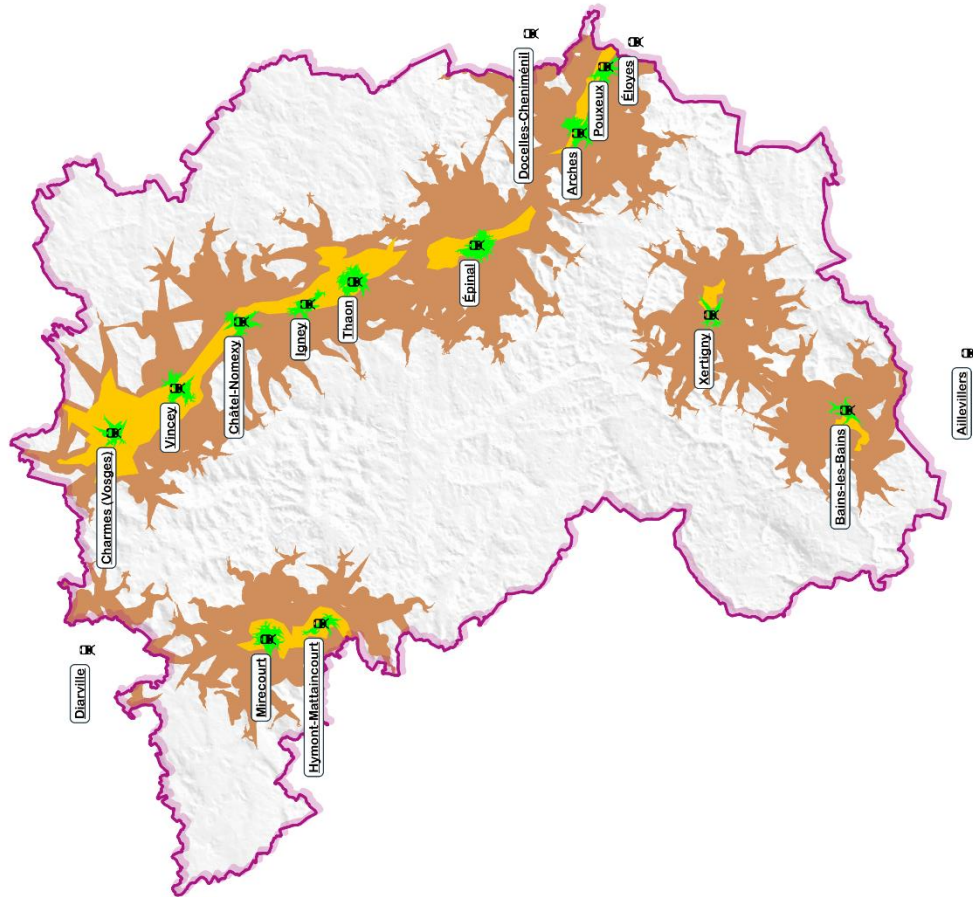 Diarville
Charmes (Vosges)
Vincey
Châtel-Nomexy
Igney
Thaon
Épinal
Docelles-Cheniménil
Arches
Pouxeux
Éloyes
Mirecourt
Hymont-Mattaincourt
Xertigny
Bains-les-Bains
Aillevillers